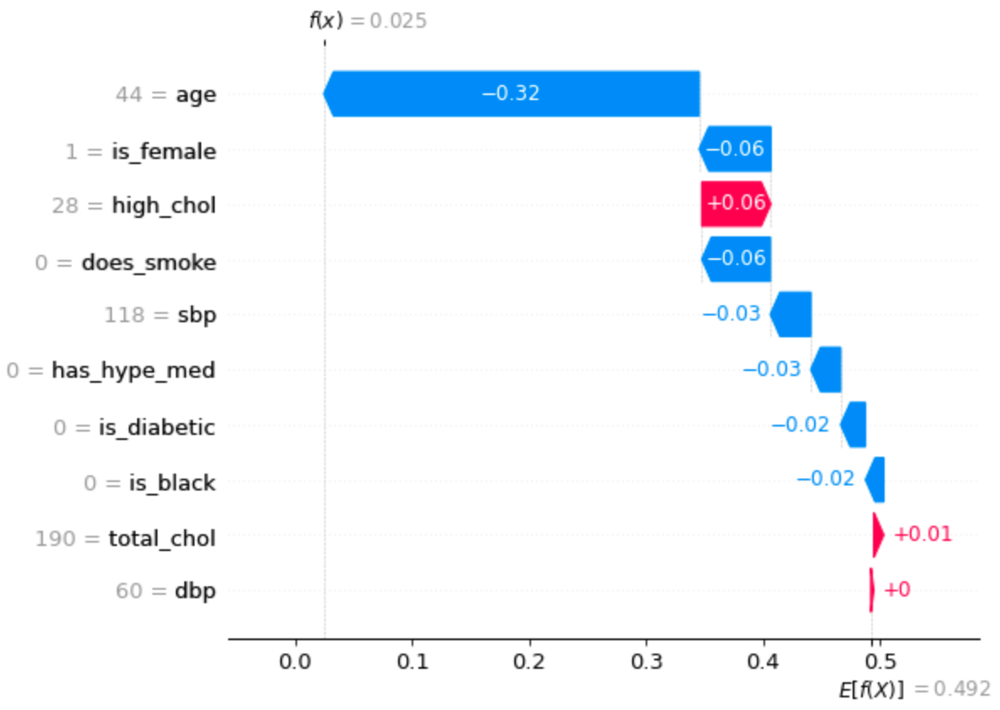 f(x) = 0.025
44 = age
−0.32
1 = is_female
−0.06
28 = high_chol
+0.06
0 = does_smoke
−0.06
118 = sbp
−0.03
0 = has_hype_med
−0.03
0 = is_diabetic
−0.02
0 = is_black
−0.02
190 = total_chol
+0.01
60 = dbp
+0
0.0 0.1 0.2 0.3 0.4 0.5
E[f(X)] = 0.492